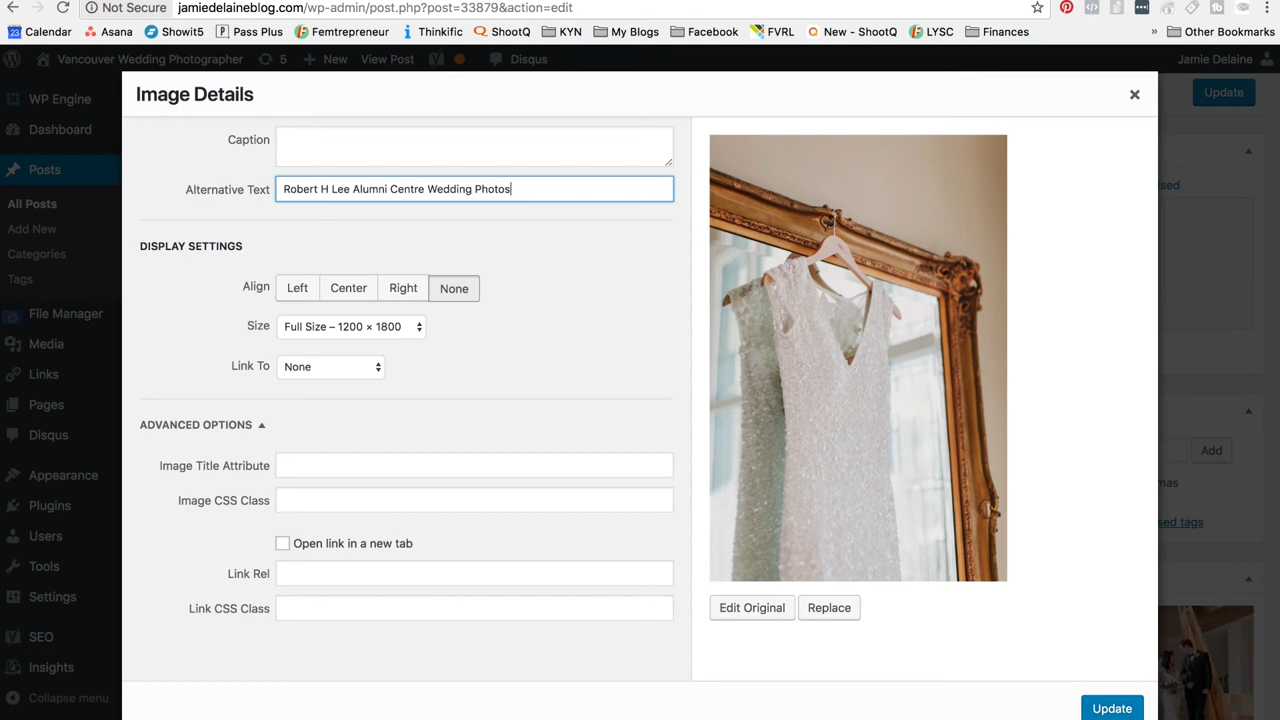 Not Secure jamiedelaineblog.com/wp-admin/post.php?post=33879&action=edit
Calendar Asana Showit5 Pass Plus Femtrepreneur Thinkific ShootQ KYN My Blogs Facebook FVRL New - ShootQ LYSC Finances » Other Bookmarks
Vancouver Wedding Photographer 5 + New View Post Disqus Jamie Delaine
Image Details
Update
WP Engine
Dashboard
Posts
All Posts
Add New
Categories
Tags
File Manager
Media
Links
Pages
Disqus
Appearance
Plugins
Users
Tools
Settings
SEO
Insights
Collapse menu
Caption
Alternative Text Robert H Lee Alumni Centre Wedding Photos
DISPLAY SETTINGS
Align Left Center Right None
Size Full Size – 1200 × 1800
Link To None
ADVANCED OPTIONS
Image Title Attribute
Image CSS Class
Open link in a new tab
Link Rel
Link CSS Class
Edit Original Replace
Update
Add